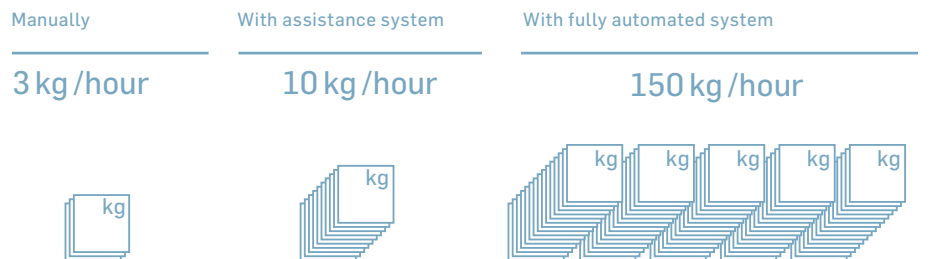 Manually
With assistance system
With fully automated system
3 kg/hour
10 kg/hour
150 kg/hour
kg
kg
kg
kg
kg
kg
kg